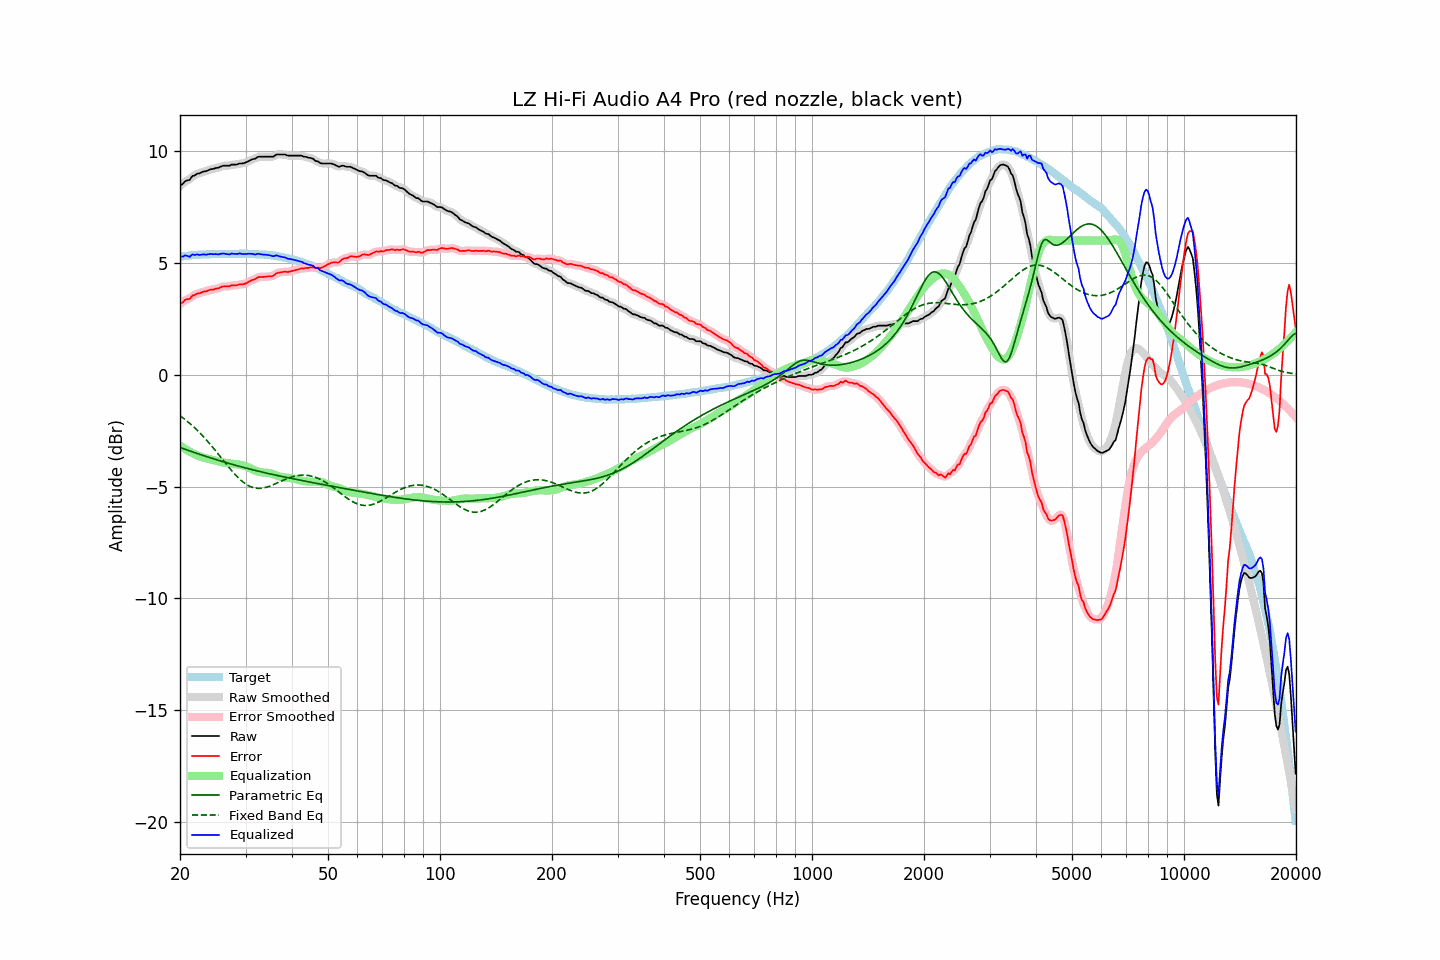 LZ Hi-Fi Audio A4 Pro (red nozzle, black vent)
10
5
0
−5
−10
−15
−20
Amplitude (dBr)
Target
Raw Smoothed
Error Smoothed
Raw
Error
Equalization
Parametric Eq
Fixed Band Eq
Equalized
20 50 100 200 500 1000 2000 5000 10000 20000
Frequency (Hz)